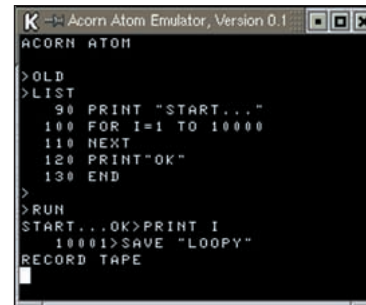 Acorn Atom Emulator, Version 0.1
ACORN ATOM
>OLD
>LIST
90 PRINT "START..."
100 FOR I=1 TO 10000
110 NEXT
120 PRINT"OK"
130 END
>
>RUN
START...OK>PRINT I
10001>SAVE "LOOPY"
RECORD TAPE